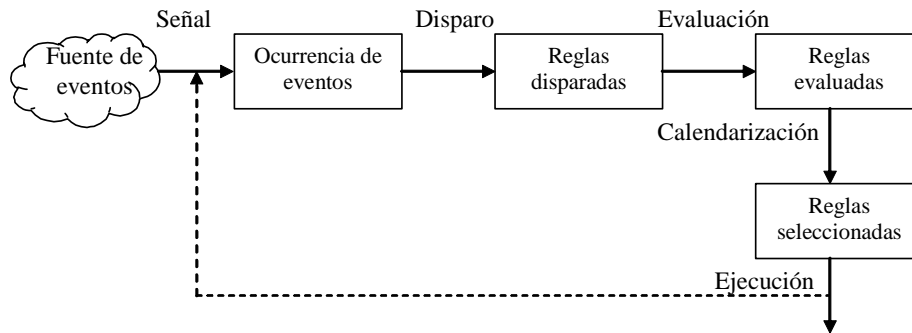 Señal
Disparo
Evaluación
Fuente de
eventos
Ocurrencia de
eventos
Reglas
disparadas
Reglas
evaluadas
Calendarización
Reglas
seleccionadas
Ejecución